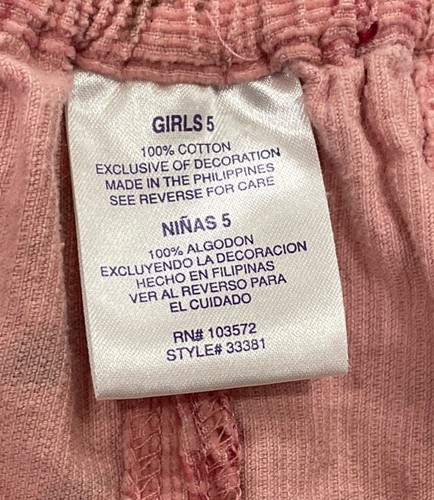 GIRLS 5
100% COTTON
EXCLUSIVE OF DECORATION
MADE IN THE PHILIPPINES
SEE REVERSE FOR CARE
NIÑAS 5
100% ALGODON
EXCLUYENDO LA DECORACION
HECHO EN FILIPINAS
VER AL REVERSO PARA
EL CUIDADO
RN# 103572
STYLE# 33381